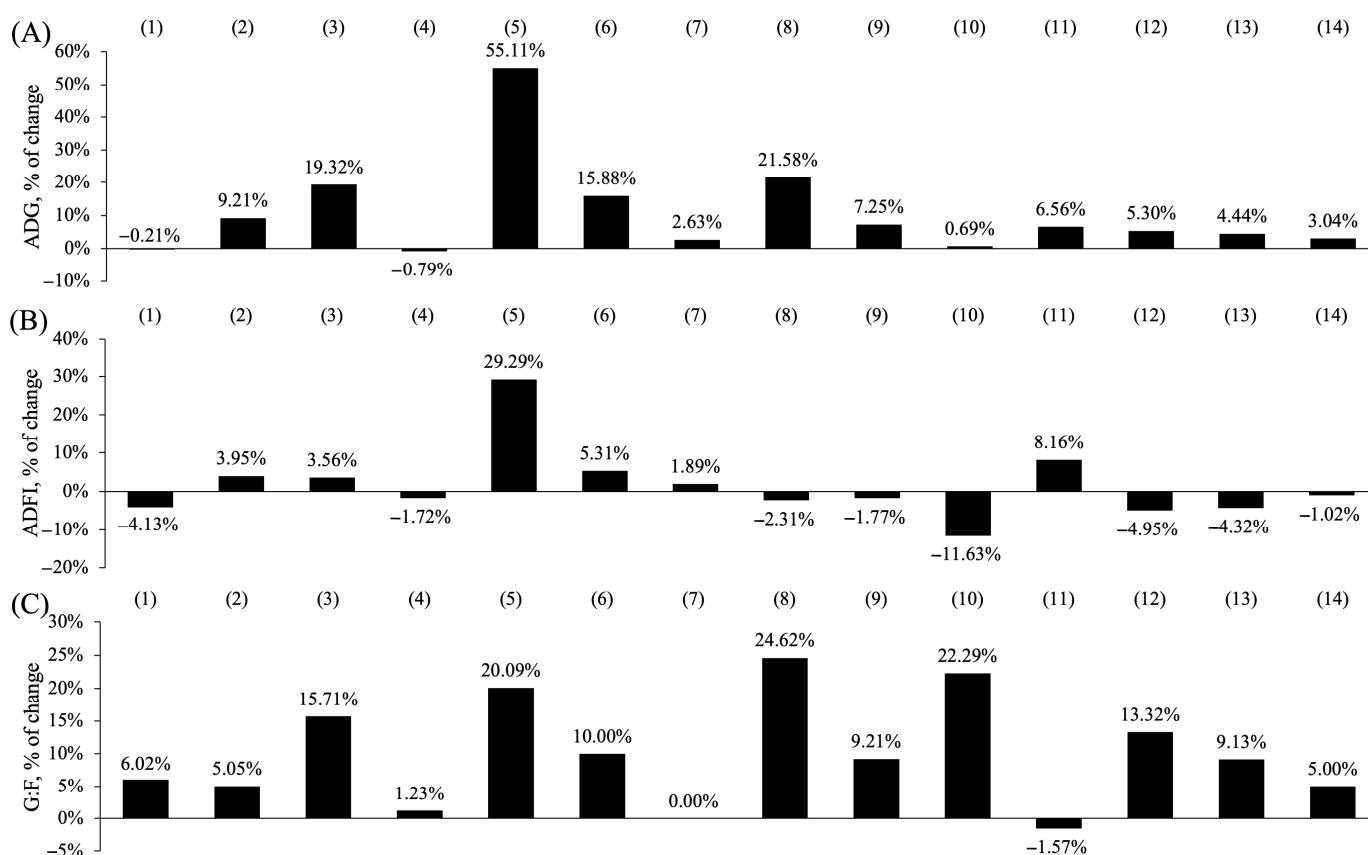 (A) (1) (2) (3) (4) (5) (6) (7) (8) (9) (10) (11) (12) (13) (14)
ADG, % of change
60%
50%
40%
30%
20%
10%
0%
−10%
−0.21% 9.21% 19.32% −0.79% 55.11% 15.88% 2.63% 21.58% 7.25% 0.69% 6.56% 5.30% 4.44% 3.04%
(B) (1) (2) (3) (4) (5) (6) (7) (8) (9) (10) (11) (12) (13) (14)
ADFI, % of change
40%
30%
20%
10%
0%
−10%
−20%
−4.13% 3.95% 3.56% −1.72% 29.29% 5.31% 1.89% −2.31% −1.77% −11.63% 8.16% −4.95% −4.32% −1.02%
(C) (1) (2) (3) (4) (5) (6) (7) (8) (9) (10) (11) (12) (13) (14)
G:F, % of change
30%
25%
20%
15%
10%
5%
0%
−5%
6.02% 5.05% 15.71% 1.23% 20.09% 10.00% 0.00% 24.62% 9.21% 22.29% −1.57% 13.32% 9.13% 5.00%